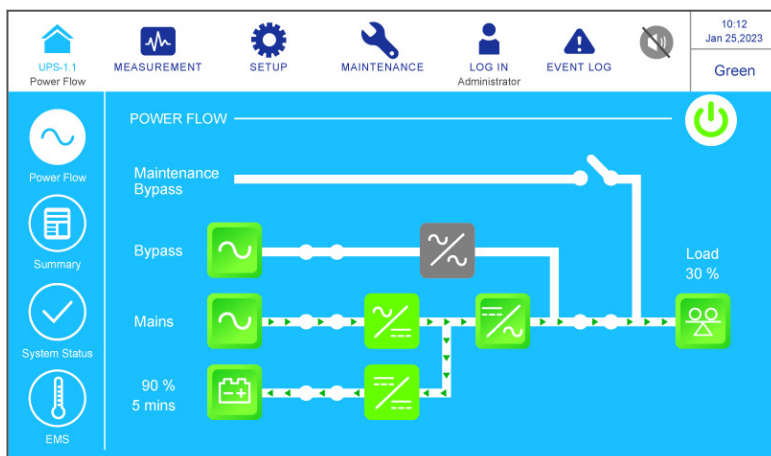 UPS-1.1
Power Flow
MEASUREMENT
SETUP
MAINTENANCE
LOG IN
Administrator
EVENT LOG
10:12
Jan 25,2023
Green
POWER FLOW
Power Flow
Summary
System Status
EMS
Maintenance
Bypass
Bypass
Mains
90 %
5 mins
Load
30 %